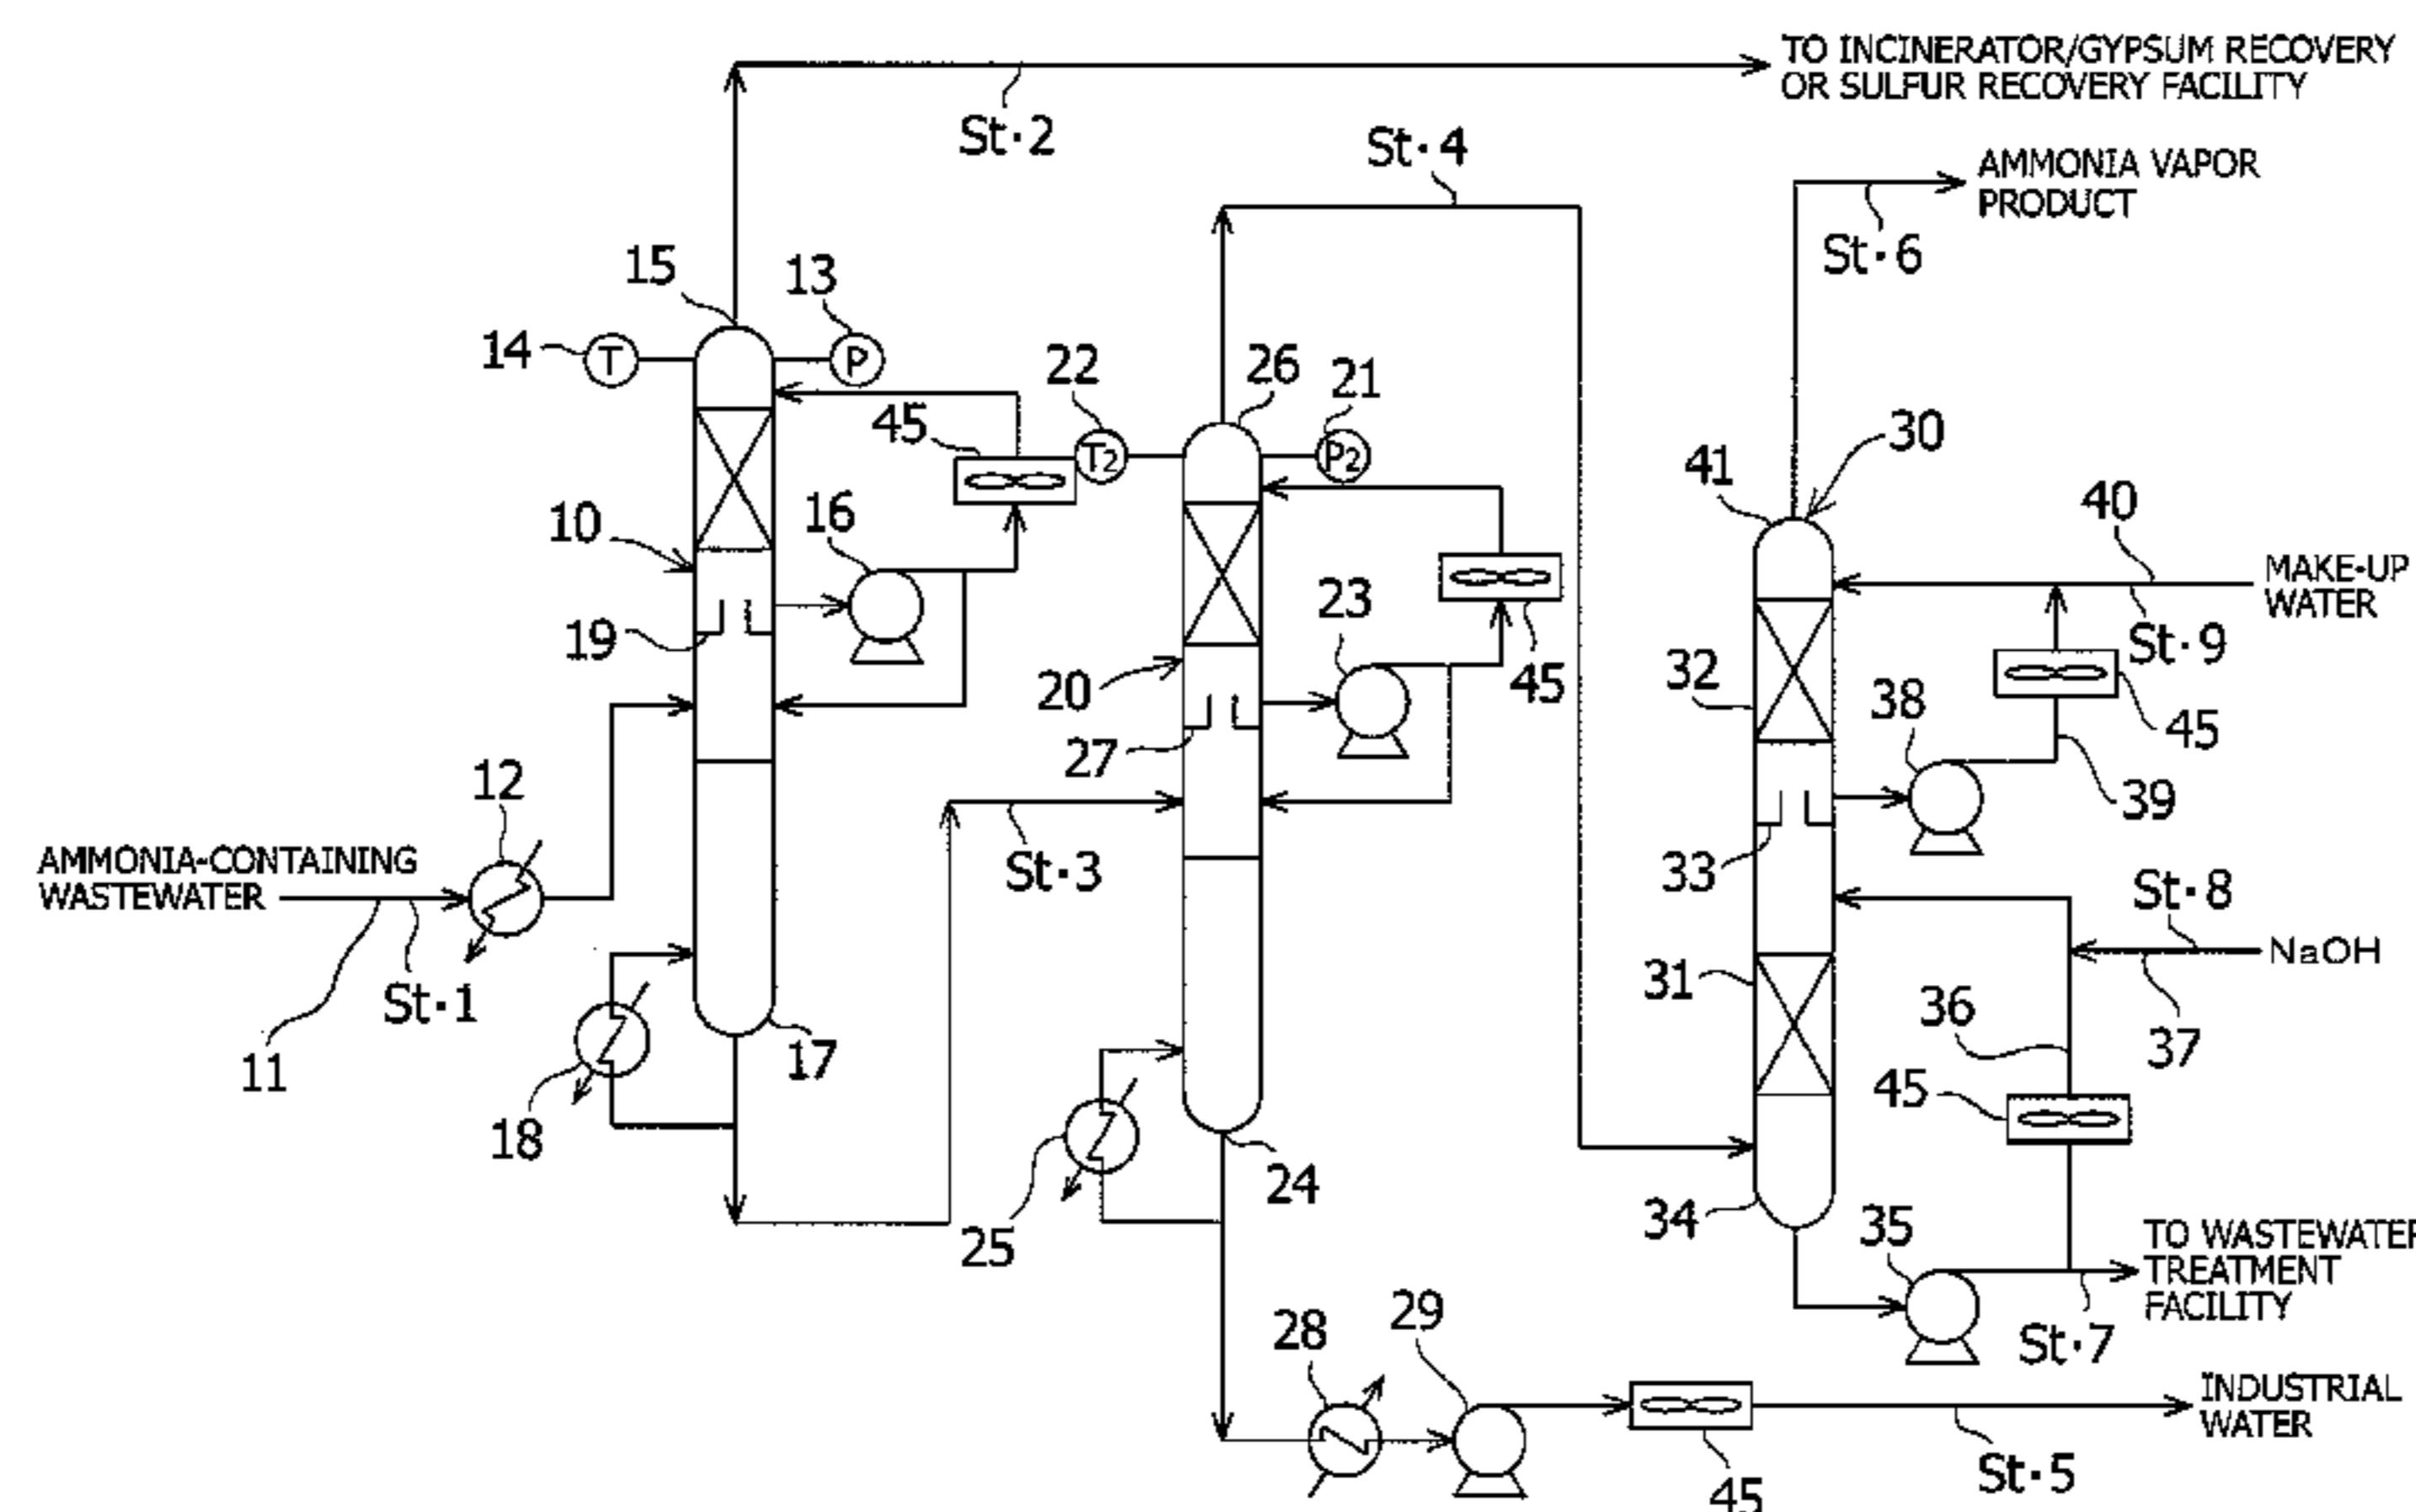 TO INCINERATOR/GYPSUM RECOVERY
OR SULFUR RECOVERY FACILITY
St·2
St·4
AMMONIA VAPOR
PRODUCT
St·6
15
13
14
T
P
22
26
21
45
T2
P2
41
30
10
16
40
MAKE-UP
WATER
19
23
20
45
32
St·9
27
38
45
12
39
AMMONIA-CONTAINING
WASTEWATER
St·3
33
St·8
NaOH
St·1
31
36
37
11
17
18
45
25
24
34
35
TO WASTEWATER
TREATMENT
FACILITY
St·7
28
29
INDUSTRIAL
WATER
St·5
45